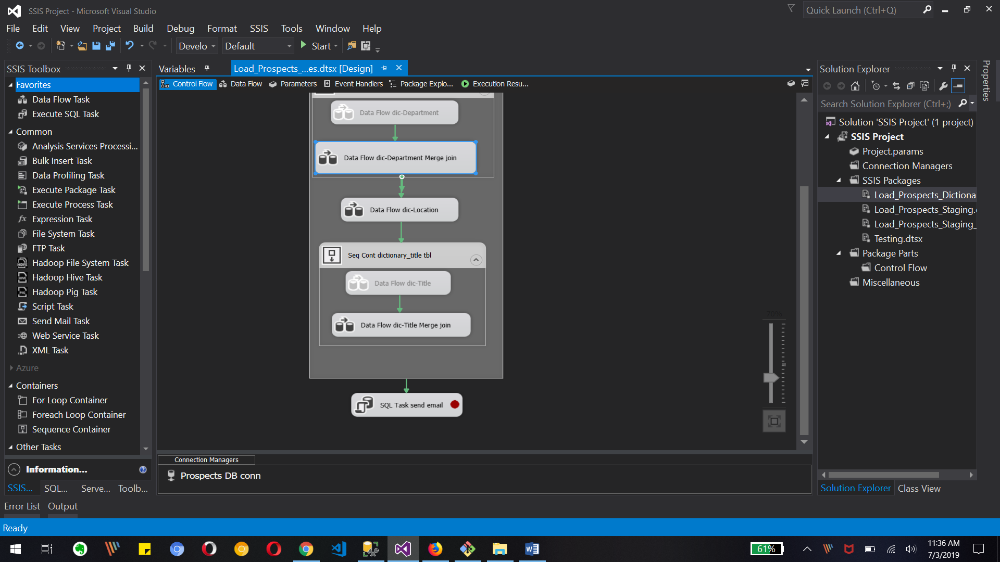 SSIS Project - Microsoft Visual Studio
Quick Launch (Ctrl+Q)
File Edit View Project Build Debug Format SSIS Tools Window Help
Develo Default Start
SSIS Toolbox
Favorites
Data Flow Task
Execute SQL Task
Common
Analysis Services Processi...
Bulk Insert Task
Data Profiling Task
Execute Package Task
Execute Process Task
Expression Task
File System Task
FTP Task
Hadoop File System Task
Hadoop Hive Task
Hadoop Pig Task
Script Task
Send Mail Task
Web Service Task
XML Task
Azure
Containers
For Loop Container
Foreach Loop Container
Sequence Container
Other Tasks
Information...
SSIS... SQL... Serve... Toolb...
Variables Load_Prospects_...es.dtsx [Design]
Control Flow Data Flow Parameters Event Handlers Package Explo... Execution Resu...
Data Flow dic-Department
Data Flow dic-Department Merge join
Data Flow dic-Location
Seq Cont dictionary_title tbl
Data Flow dic-Title
Data Flow dic-Title Merge join
SQL Task send email
70%
Connection Managers
Prospects DB conn
Solution Explorer
Search Solution Explorer (Ctrl+;)
Solution 'SSIS Project' (1 project)
SSIS Project
Project.params
Connection Managers
SSIS Packages
Load_Prospects_Dictiona
Load_Prospects_Staging.
Load_Prospects_Staging_
Testing.dtsx
Package Parts
Control Flow
Miscellaneous
Solution Explorer Class View
Properties
Error List Output
Ready
61%
11:36 AM
7/3/2019